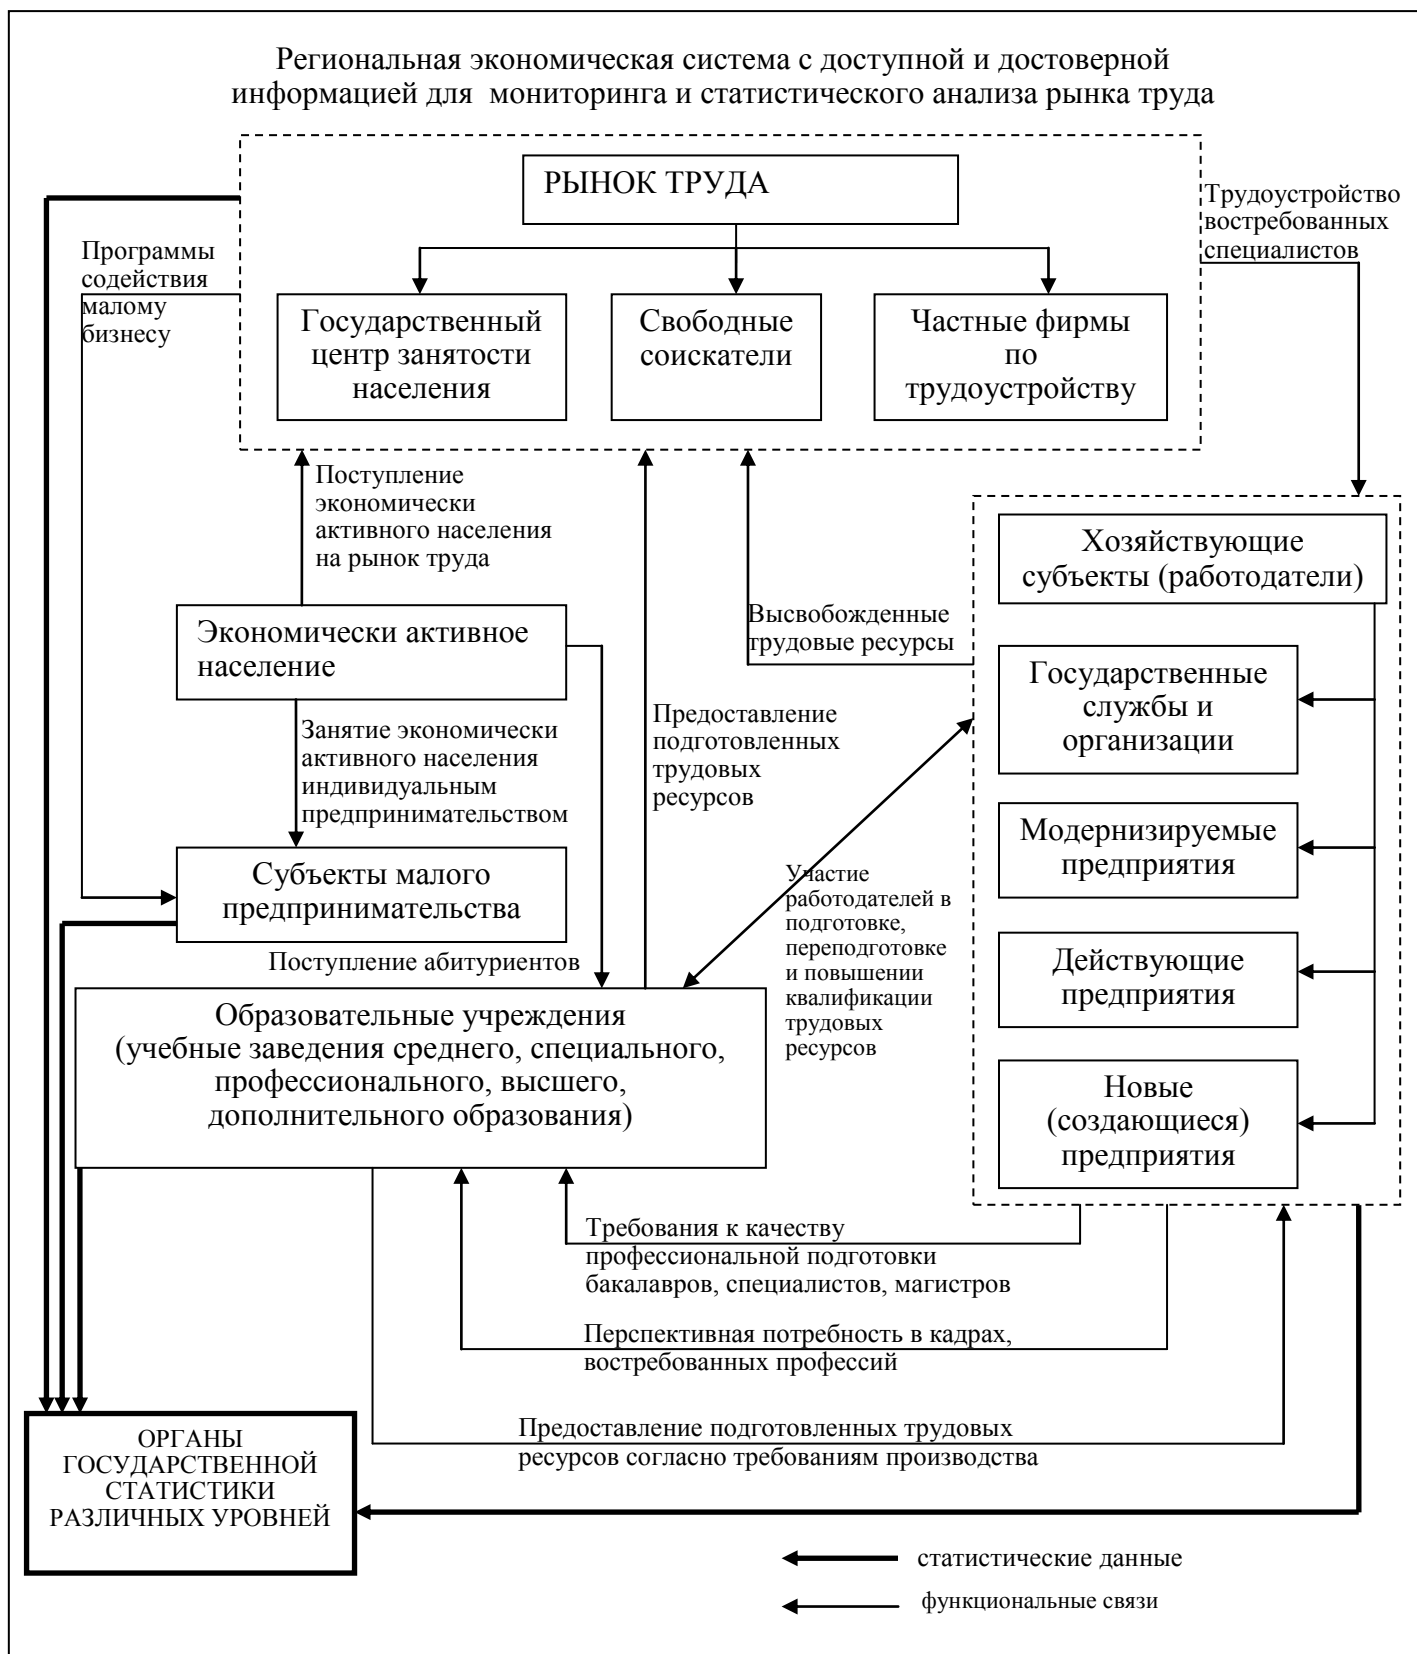 Региональная экономическая система с доступной и достоверной
информацией для мониторинга и статистического анализа рынка труда
РЫНОК ТРУДА
Трудоустройство
востребованных
специалистов
Программы
содействия
малому
бизнесу
Государственный
центр занятости
населения
Свободные
соискатели
Частные фирмы
по
трудоустройству
Поступление
экономически
активного населения
на рынок труда
Хозяйствующие
субъекты (работодатели)
Высвобожденные
трудовые ресурсы
Экономически активное
население
Государственные
службы и
организации
Предоставление
подготовленных
трудовых
ресурсов
Занятие экономически
активного населения
индивидуальным
предпринимательством
Модернизируемые
предприятия
Субъекты малого
предпринимательства
Участие
работодателей в
подготовке,
переподготовке
и повышении
квалификации
трудовых
ресурсов
Действующие
предприятия
Поступление абитуриентов
Образовательные учреждения
(учебные заведения среднего, специального,
профессионального, высшего,
дополнительного образования)
Новые
(создающиеся)
предприятия
Требования к качеству
профессиональной подготовки
бакалавров, специалистов, магистров
Перспективная потребность в кадрах,
востребованных профессий
Предоставление подготовленных трудовых
ресурсов согласно требованиям производства
ОРГАНЫ
ГОСУДАРСТВЕННОЙ
СТАТИСТИКИ
РАЗЛИЧНЫХ УРОВНЕЙ
статистические данные
функциональные связи